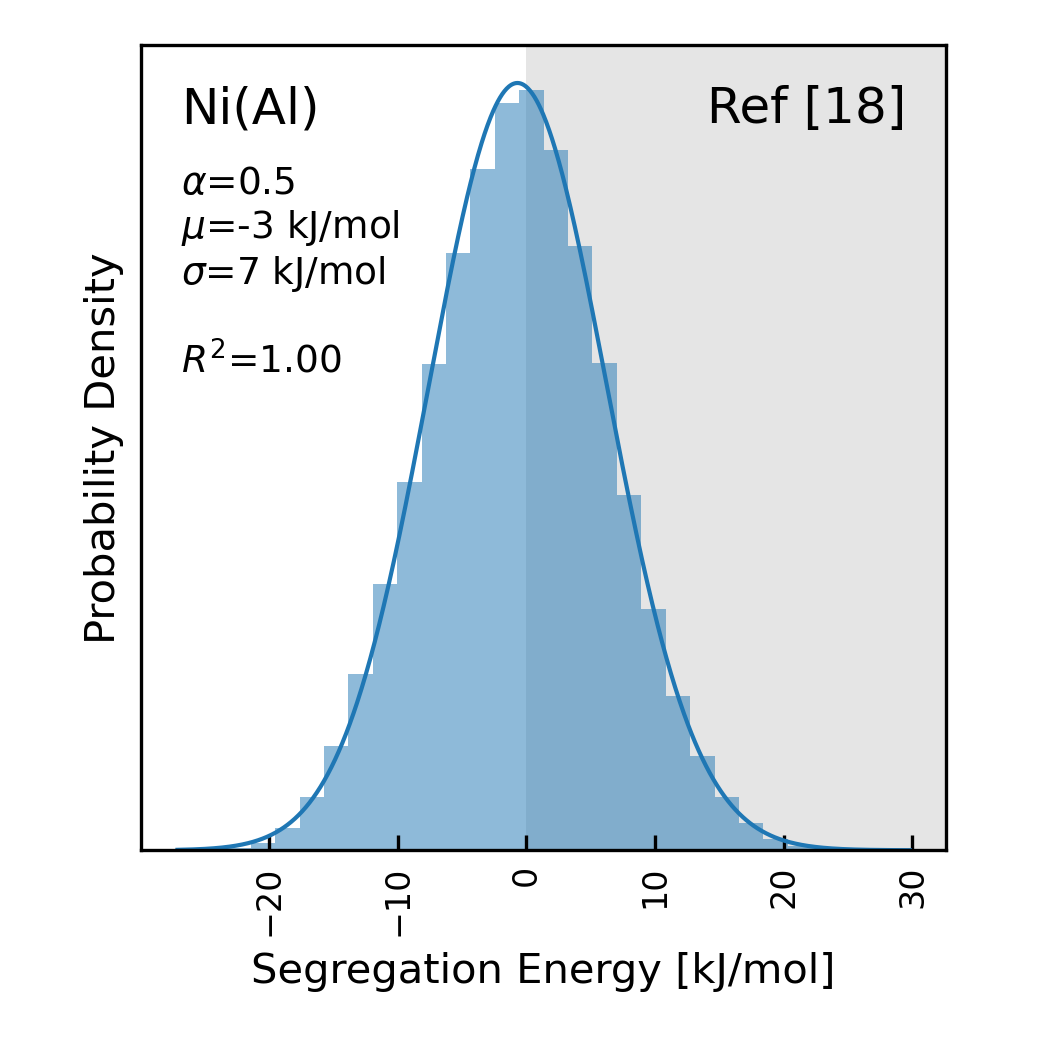 Ni(Al)
Ref [18]
α=0.5
μ=-3 kJ/mol
σ=7 kJ/mol
R²=1.00
Probability Density
−20
−10
0
10
20
30
Segregation Energy [kJ/mol]